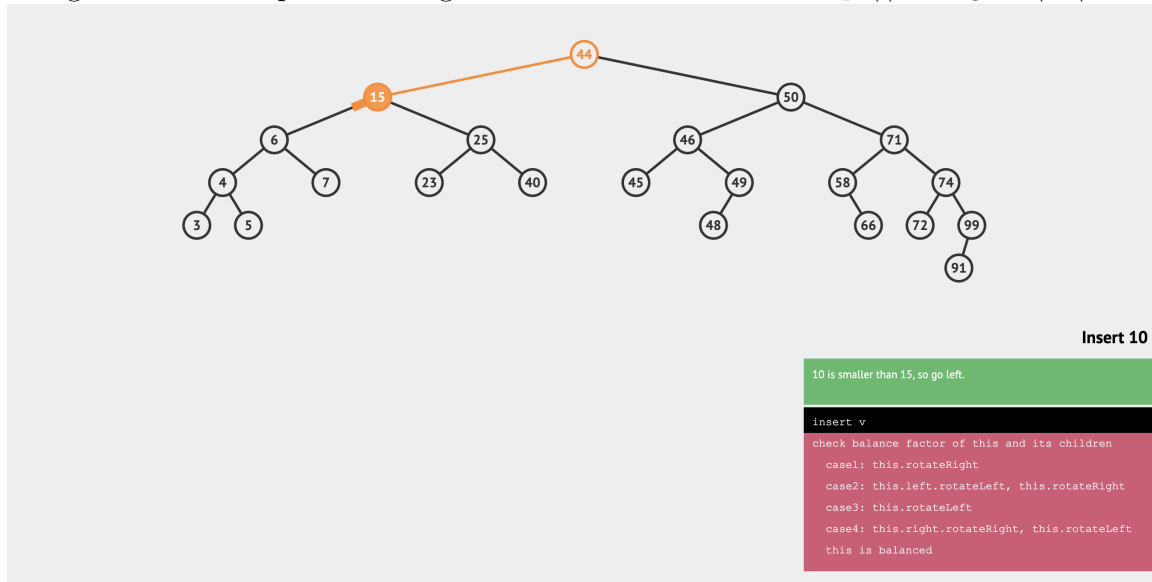 44
15 50
6 25 46 71
4 7 23 40 45 49 58 74
3 5 48 66 72 99
91
Insert 10
10 is smaller than 15, so go left.
insert v
check balance factor of this and its children
case1: this.rotateRight
case2: this.left.rotateLeft, this.rotateRight
case3: this.rotateLeft
case4: this.right.rotateRight, this.rotateLeft
this is balanced